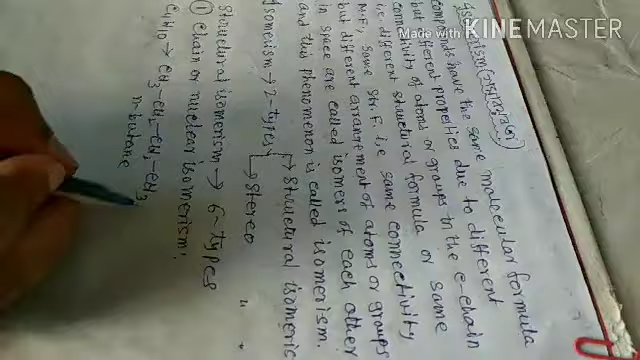 Made with KINEMASTER
compounds have the same molecular formula
but different properties due to different
connectivity of atoms or groups in the c-chain
i.e different structural formula or same
M.F, same Str.F. i.e same connectivity
but different arrangement of atoms or groups
in space are called isomers of each other
and this phenomenon is called isomerism.
Isomerism → 2-types → Structural isomeris
→ Stereo "
Structural isomerism → 6-types
① Chain or nuclear isomerism:
C4H10 → CH3-CH2-CH2-CH3
n-butane